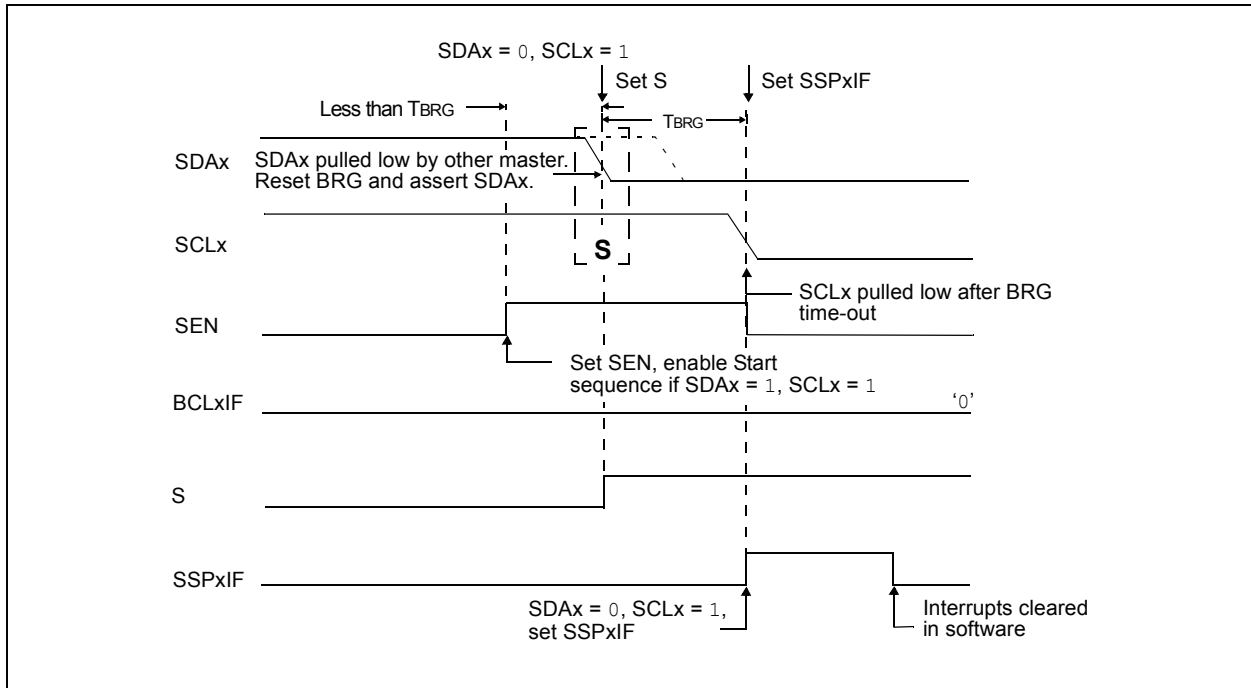 SDAx = 0, SCLx = 1
Set S
Set SSPxIF
Less than TBRG
TBRG
SDAx
SDAx pulled low by other master.
Reset BRG and assert SDAx.
SCLx
S
SCLx pulled low after BRG
time-out
SEN
Set SEN, enable Start
sequence if SDAx = 1, SCLx = 1
BCLxIF
‘0’
S
SSPxIF
SDAx = 0, SCLx = 1,
set SSPxIF
Interrupts cleared
in software